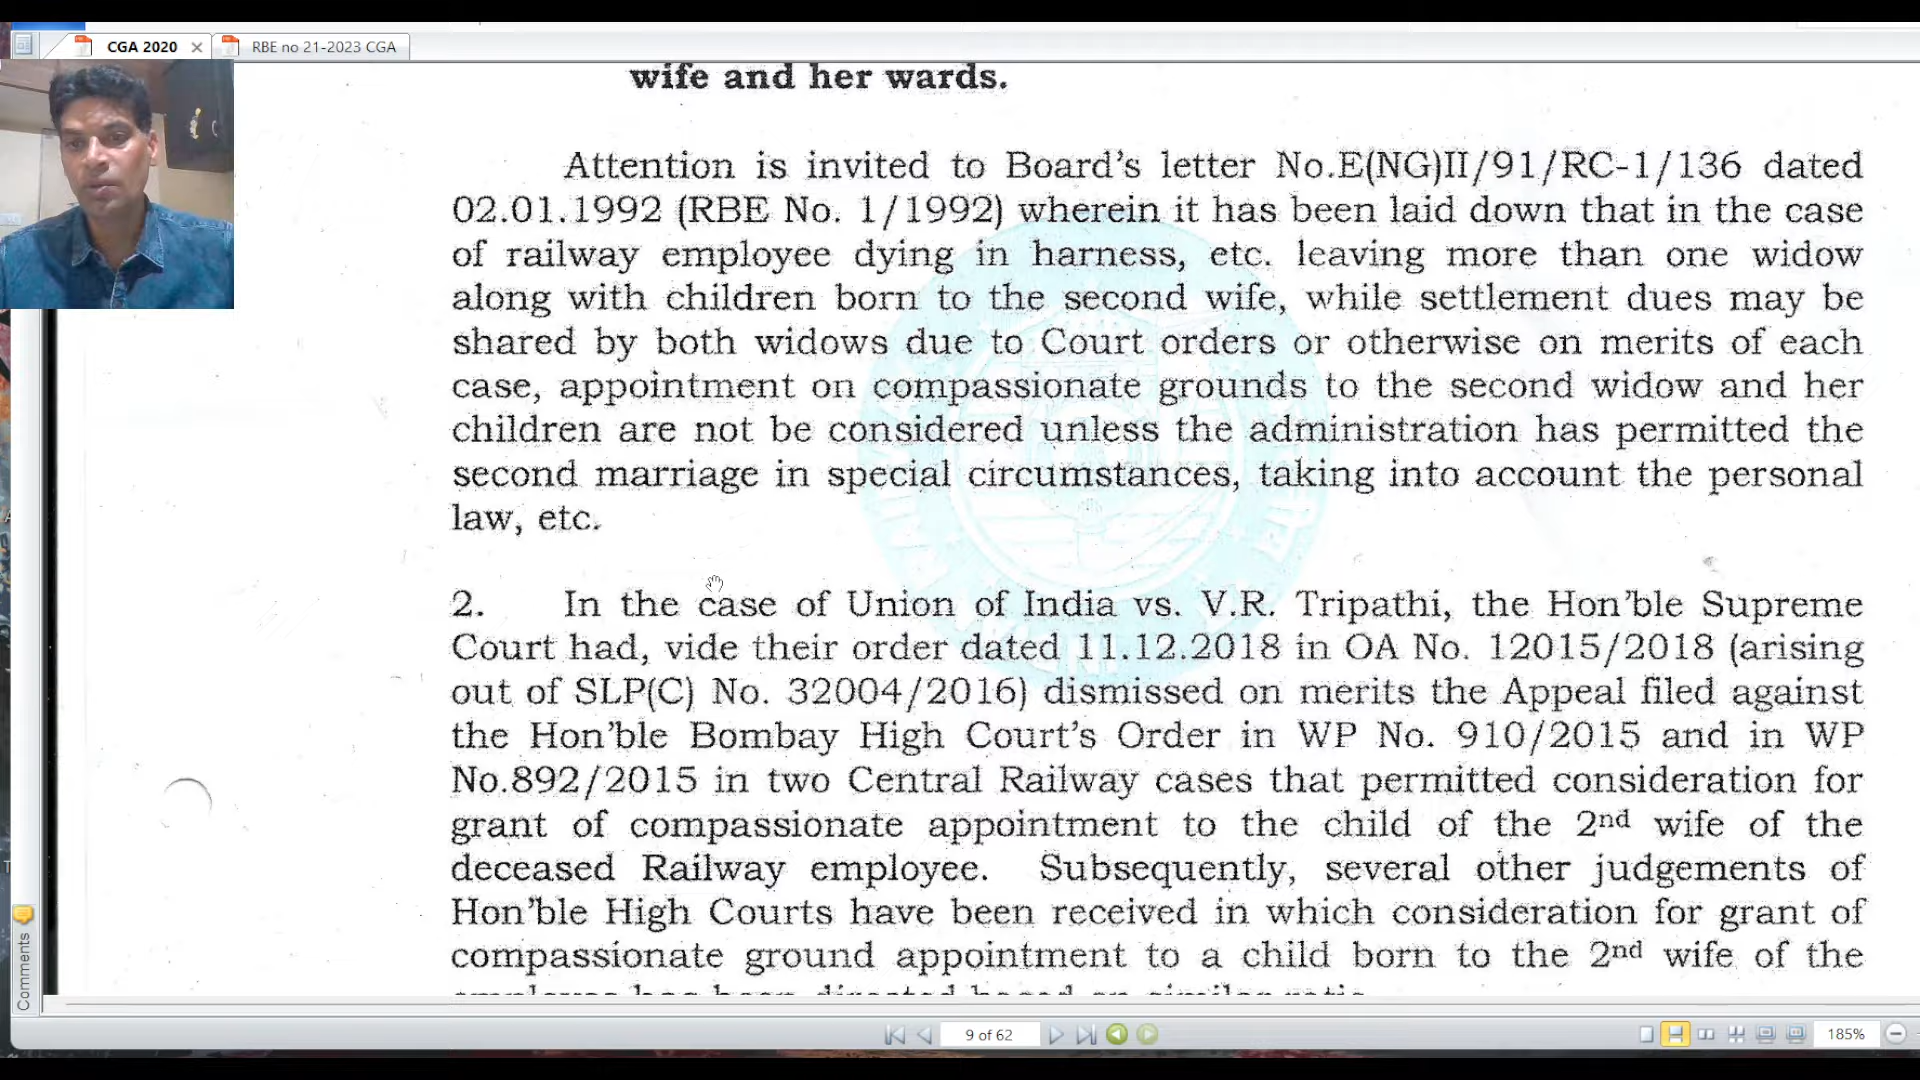 CGA 2020
RBE no 21-2023 CGA
wife and her wards.
Attention is invited to Board's letter No.E(NG)II/91/RC-1/136 dated
02.01.1992 (RBE No. 1/1992) wherein it has been laid down that in the case
of railway employee dying in harness, etc. leaving more than one widow
along with children born to the second wife, while settlement dues may be
shared by both widows due to Court orders or otherwise on merits of each
case, appointment on compassionate grounds to the second widow and her
children are not be considered unless the administration has permitted the
second marriage in special circumstances, taking into account the personal
law, etc.
2. In the case of Union of India vs. V.R. Tripathi, the Hon'ble Supreme
Court had, vide their order dated 11.12.2018 in OA No. 12015/2018 (arising
out of SLP(C) No. 32004/2016) dismissed on merits the Appeal filed against
the Hon'ble Bombay High Court's Order in WP No. 910/2015 and in WP
No.892/2015 in two Central Railway cases that permitted consideration for
grant of compassionate appointment to the child of the 2nd wife of the
deceased Railway employee. Subsequently, several other judgements of
Hon'ble High Courts have been received in which consideration for grant of
compassionate ground appointment to a child born to the 2nd wife of the
Comments
9 of 62
185%